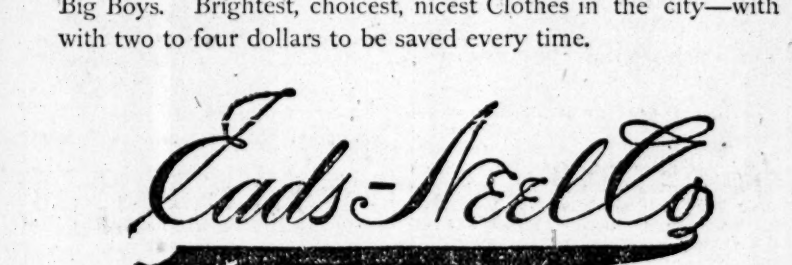 Big Boys. Brightest, choicest, nicest Clothes in the city—with
with two to four dollars to be saved every time.
Eads-Neel Co